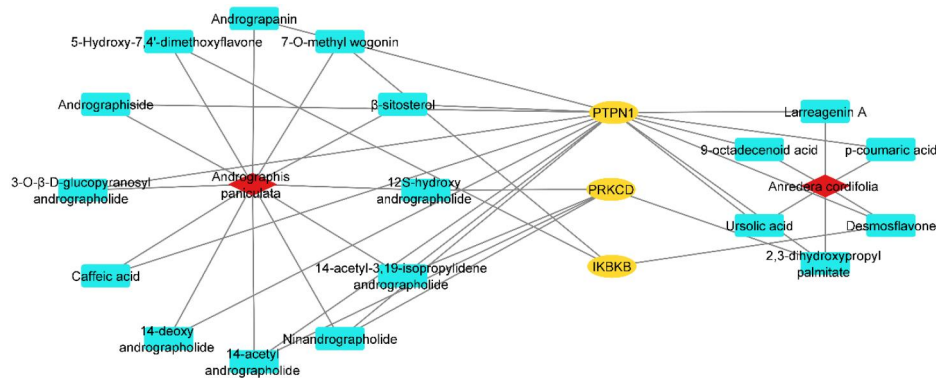 Andrograpanin
5-Hydroxy-7,4'-dimethoxyflavone
7-O-methyl wogonin
Andrographiside
β-sitosterol
PTPN1
Larreagenin A
9-octadecenoid acid
p-coumaric acid
3-O-β-D-glucopyranosyl
andrographolide
Andrographis
paniculata
12S-hydroxy
andrographolide
PRKCD
Anredera cordifolia
Ursolic acid
Desmosflavone
Caffeic acid
14-acetyl-3,19-isopropylidene
andrographolide
IKBKB
2,3-dihydroxypropyl
palmitate
14-deoxy
andrographolide
14-acetyl
andrographolide
Ninandrographolide